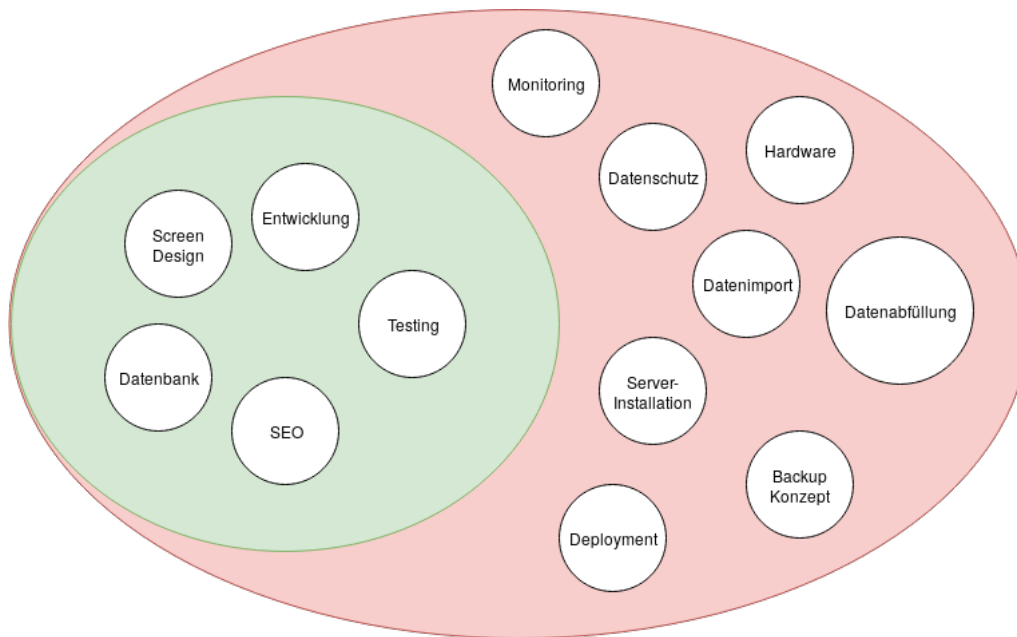 Monitoring
Hardware
Datenschutz
Entwicklung
Screen
Design
Datenimport
Datenabfüllung
Testing
Datenbank
Server-
Installation
SEO
Backup
Konzept
Deployment